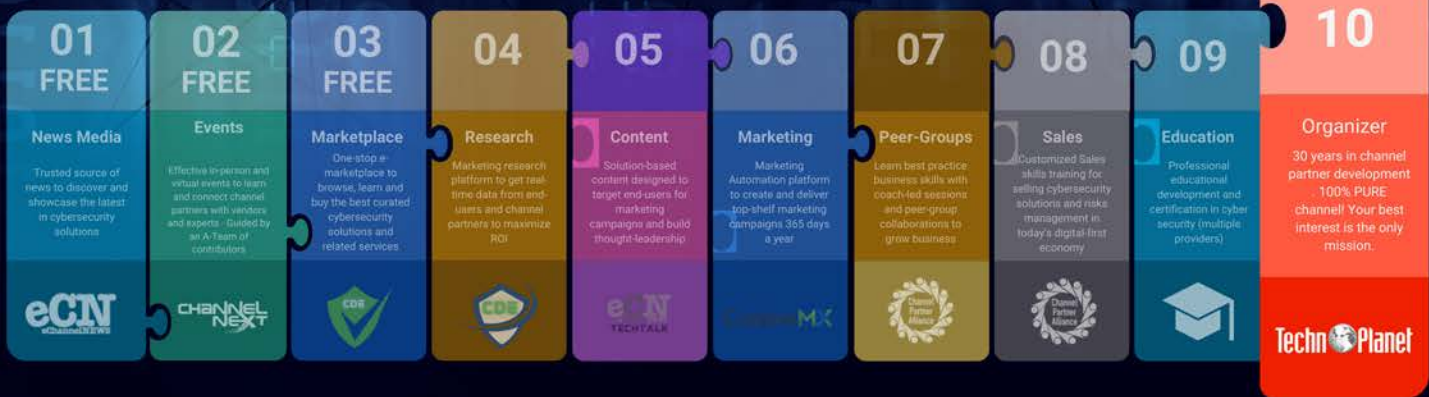 01
FREE
News Media
Trusted source of
news to discover and
showcase the latest
in cybersecurity
solutions
eCN
eChannelNEWS
02
FREE
Events
Effective in-person and
virtual events to learn
and connect channel
partners with vendors
and experts - Guided by
an A-Team of
contributors
CHANNEL
NEXT
03
FREE
Marketplace
One-stop e-
marketplace to
browse, learn and
buy the best curated
cybersecurity
solutions and
related services
CDE
04
Research
Marketing research
platform to get real-
time data from end-
users and channel
partners to maximize
ROI
CDE
05
Content
Solution-based
content designed to
target end-users for
marketing
campaigns and build
thought-leadership
eCN
TECHTALK
06
Marketing
Marketing
Automation platform
to create and deliver
top-shelf marketing
campaigns 365 days
a year
MX
07
Peer-Groups
Learn best practice
business skills with
coach-led sessions
and peer-group
collaborations to
grow business
Channel
Partner
Alliance
08
Sales
Customized Sales
skills training for
selling cybersecurity
solutions and risks
management in
today's digital-first
economy
Channel
Partner
Alliance
09
Education
Professional
educational
development and
certification in cyber
security (multiple
providers)
10
Organizer
30 years in channel
partner development
. 100% PURE
channel! Your best
interest is the only
mission.
TechnoPlanet